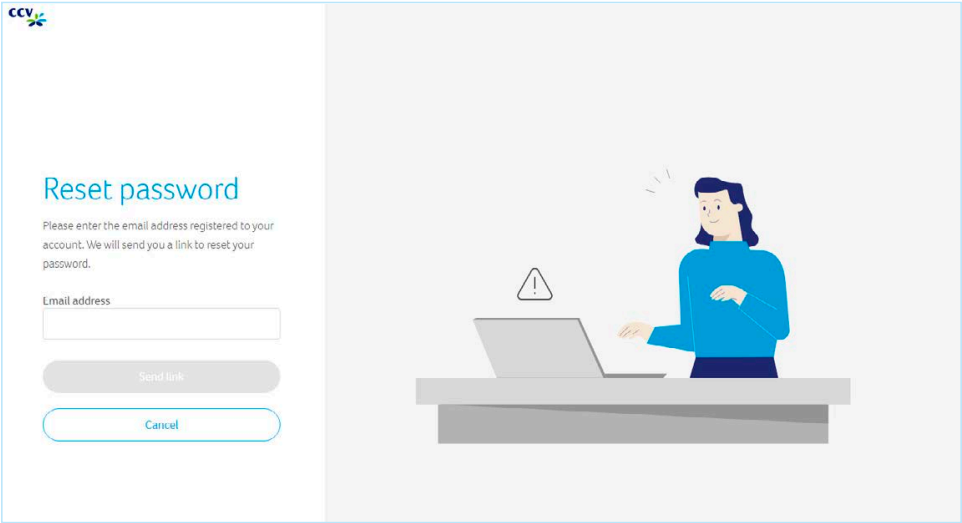 CCV
Reset password
Please enter the email address registered to your
account. We will send you a link to reset your
password.
Email address
Send link
Cancel